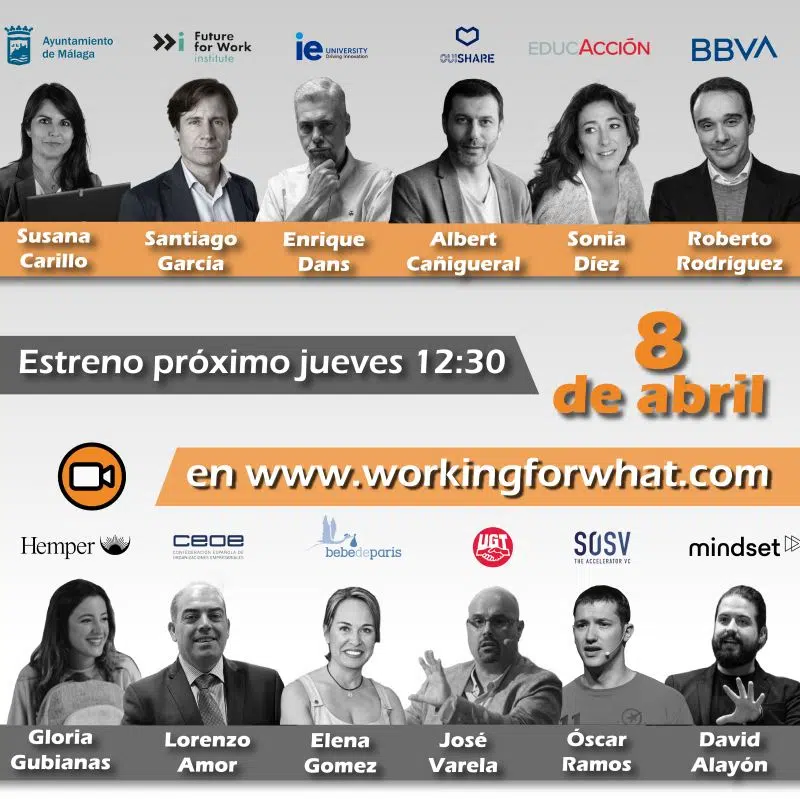 Ayuntamiento
de Málaga
Future
for Work
institute
ie UNIVERSITY
Driving Innovation
OUISHARE
EDUCACCIÓN
BBVA
Susana
Carillo
Santiago
García
Enrique
Dans
Albert
Cañigueral
Sonia
Díez
Roberto
Rodríguez
Estreno próximo jueves 12:30
8
de abril
en www.workingforwhat.com
Hemper
CEOE
CONFEDERACIÓN ESPAÑOLA DE
ORGANIZACIONES EMPRESARIALES
bebedeparis
UGT
SOSV
THE ACCELERATOR VC
mindset
Gloria
Gubianas
Lorenzo
Amor
Elena
Gomez
José
Varela
Óscar
Ramos
David
Alayón